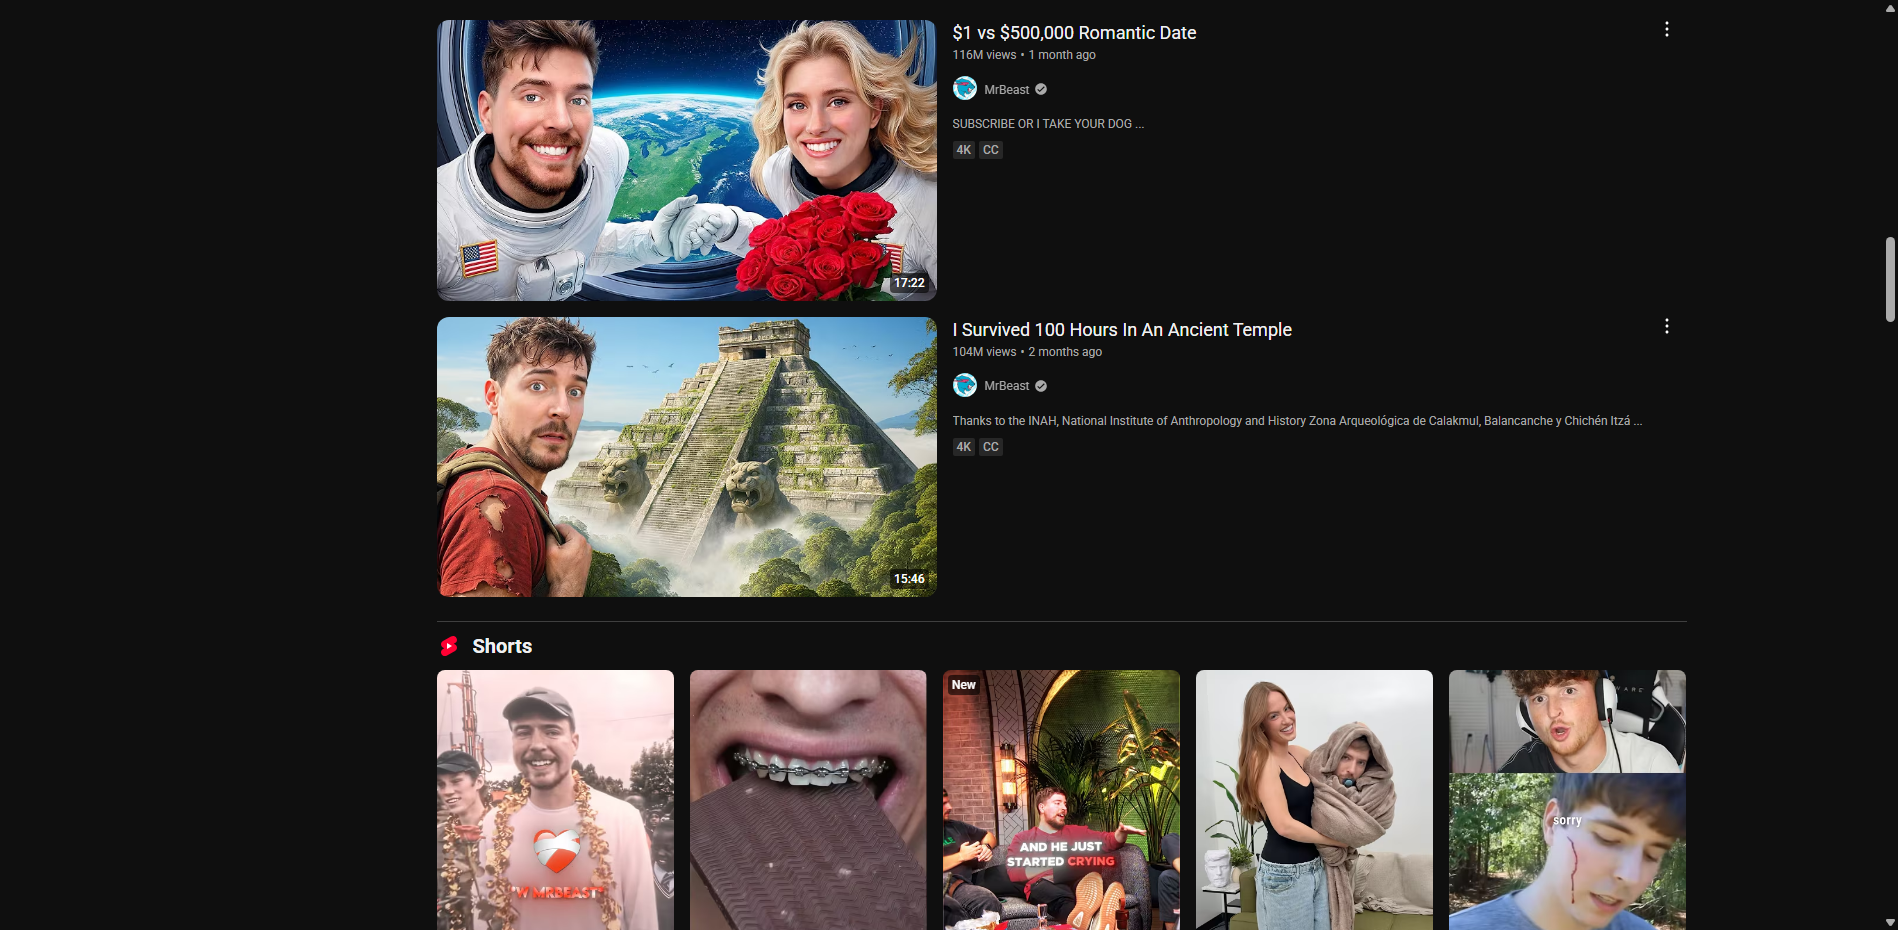 $1 vs $500,000 Romantic Date
116M views • 1 month ago
MrBeast
SUBSCRIBE OR I TAKE YOUR DOG ...
4K CC
17:22
I Survived 100 Hours In An Ancient Temple
104M views • 2 months ago
MrBeast
Thanks to the INAH, National Institute of Anthropology and History Zona Arqueológica de Calakmul, Balancanche y Chichén Itzá ...
4K CC
15:46
Shorts
"W MRBEAST"
New
AND HE JUST
STARTED CRYING
sorry